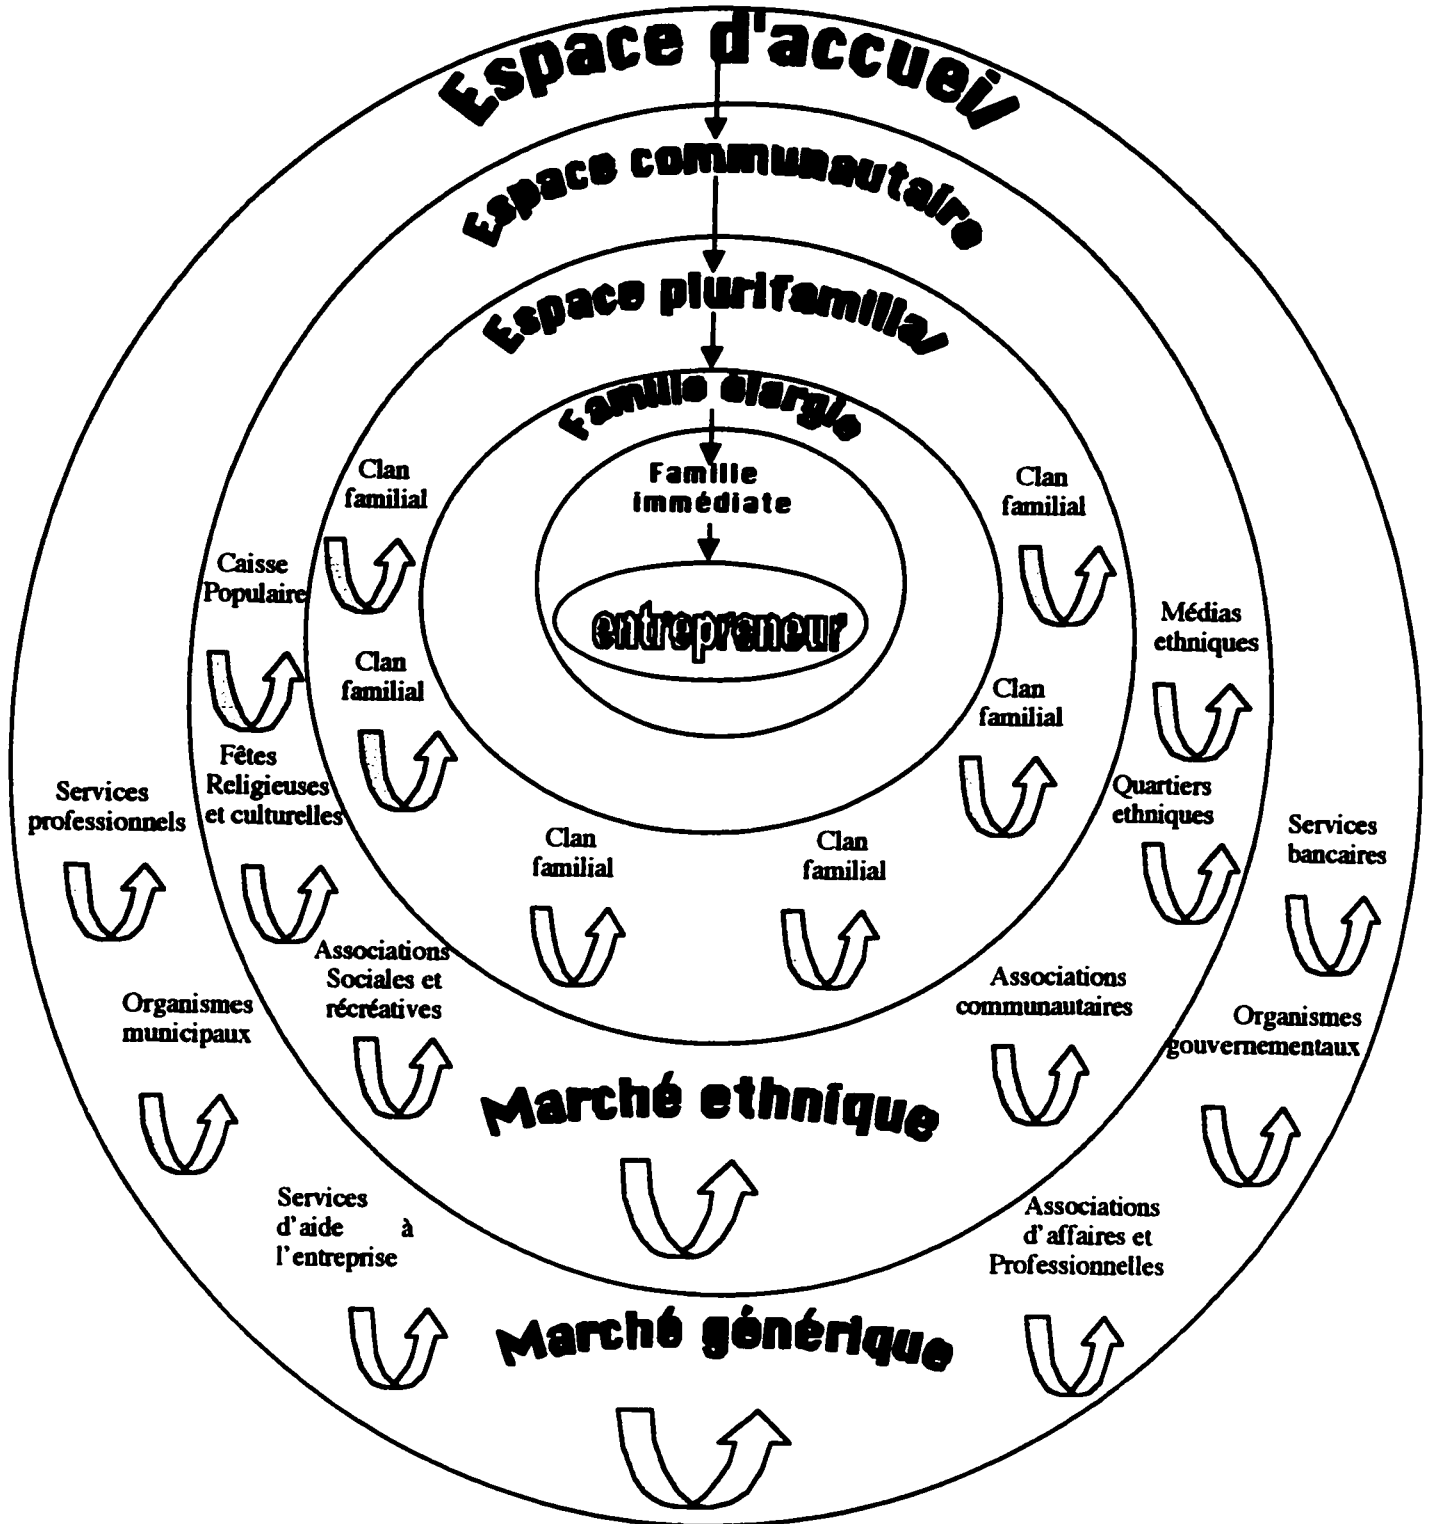 Espace d'accueil
Espace communautaire
Espace plurifamilial
Famille élargie
Famille
immédiate
entrepreneur
Clan
familial
Clan
familial
Caisse
Populaire
Médias
ethniques
Clan
familial
Clan
familial
Fêtes
Religieuses
et culturelles
Quartiers
ethniques
Services
professionnels
Services
bancaires
Clan
familial
Clan
familial
Associations
Sociales et
récréatives
Associations
communautaires
Organismes
municipaux
Organismes
gouvernementaux
Marché ethnique
Services
d'aide à
l'entreprise
Associations
d'affaires et
Professionnelles
Marché générique